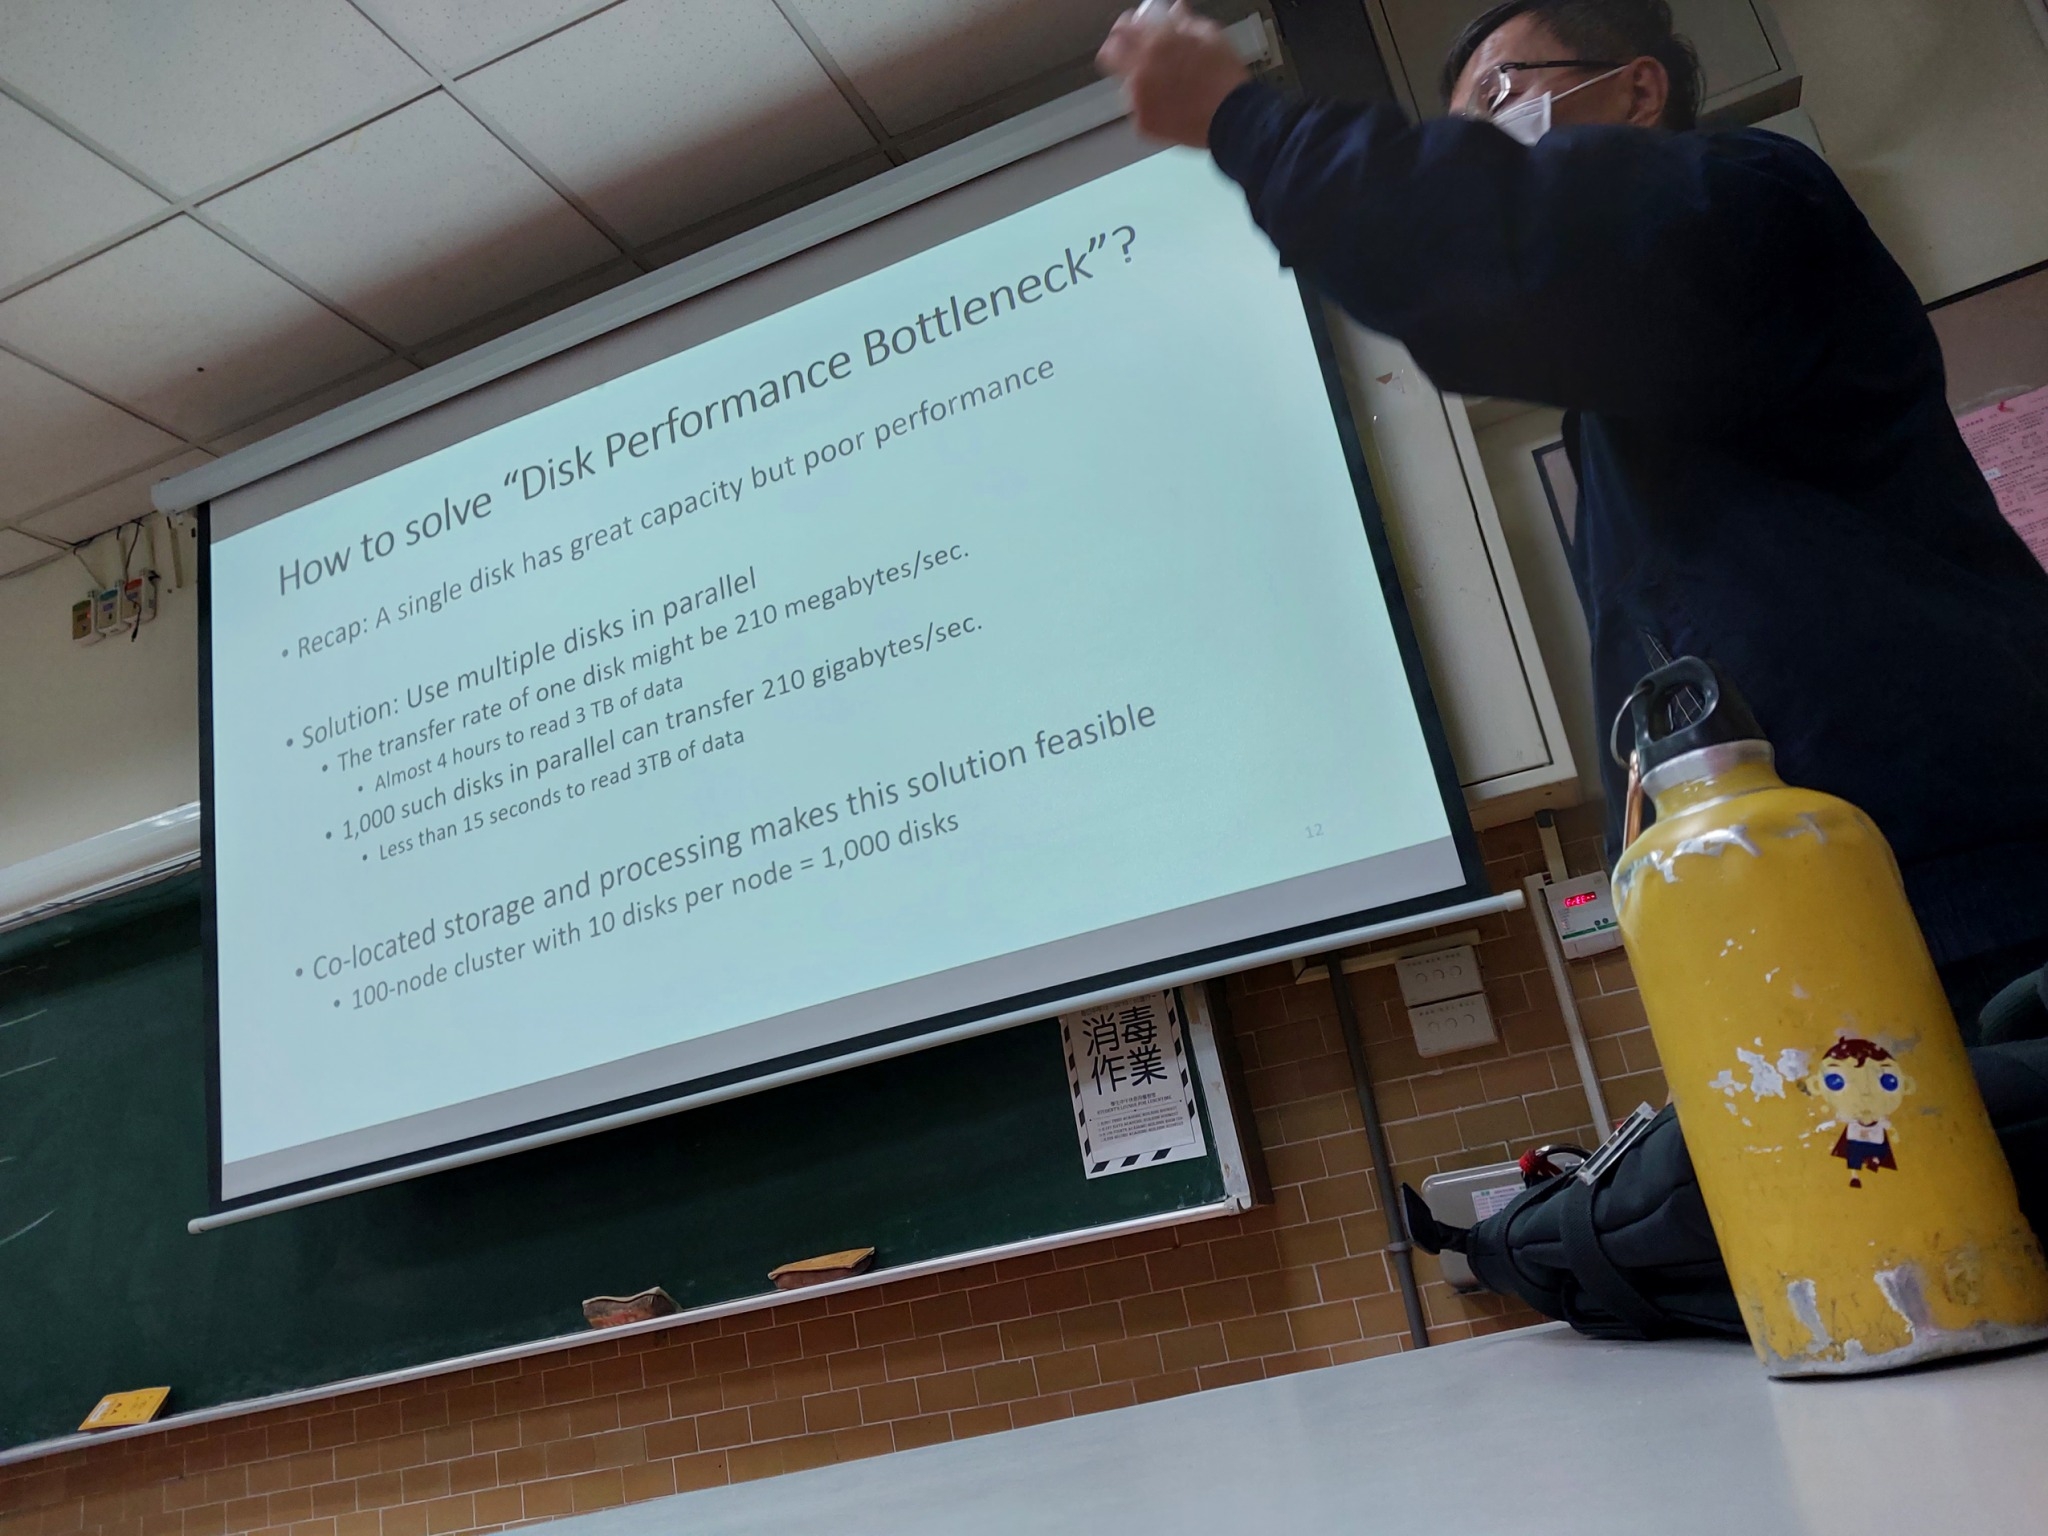 How to solve “Disk Performance Bottleneck”?
• Recap: A single disk has great capacity but poor performance
• Solution: Use multiple disks in parallel
• The transfer rate of one disk might be 210 megabytes/sec.
• Almost 4 hours to read 3 TB of data
• 1,000 such disks in parallel can transfer 210 gigabytes/sec.
• Less than 15 seconds to read 3TB of data
• Co-located storage and processing makes this solution feasible
• 100-node cluster with 10 disks per node = 1,000 disks
12
消毒
作業